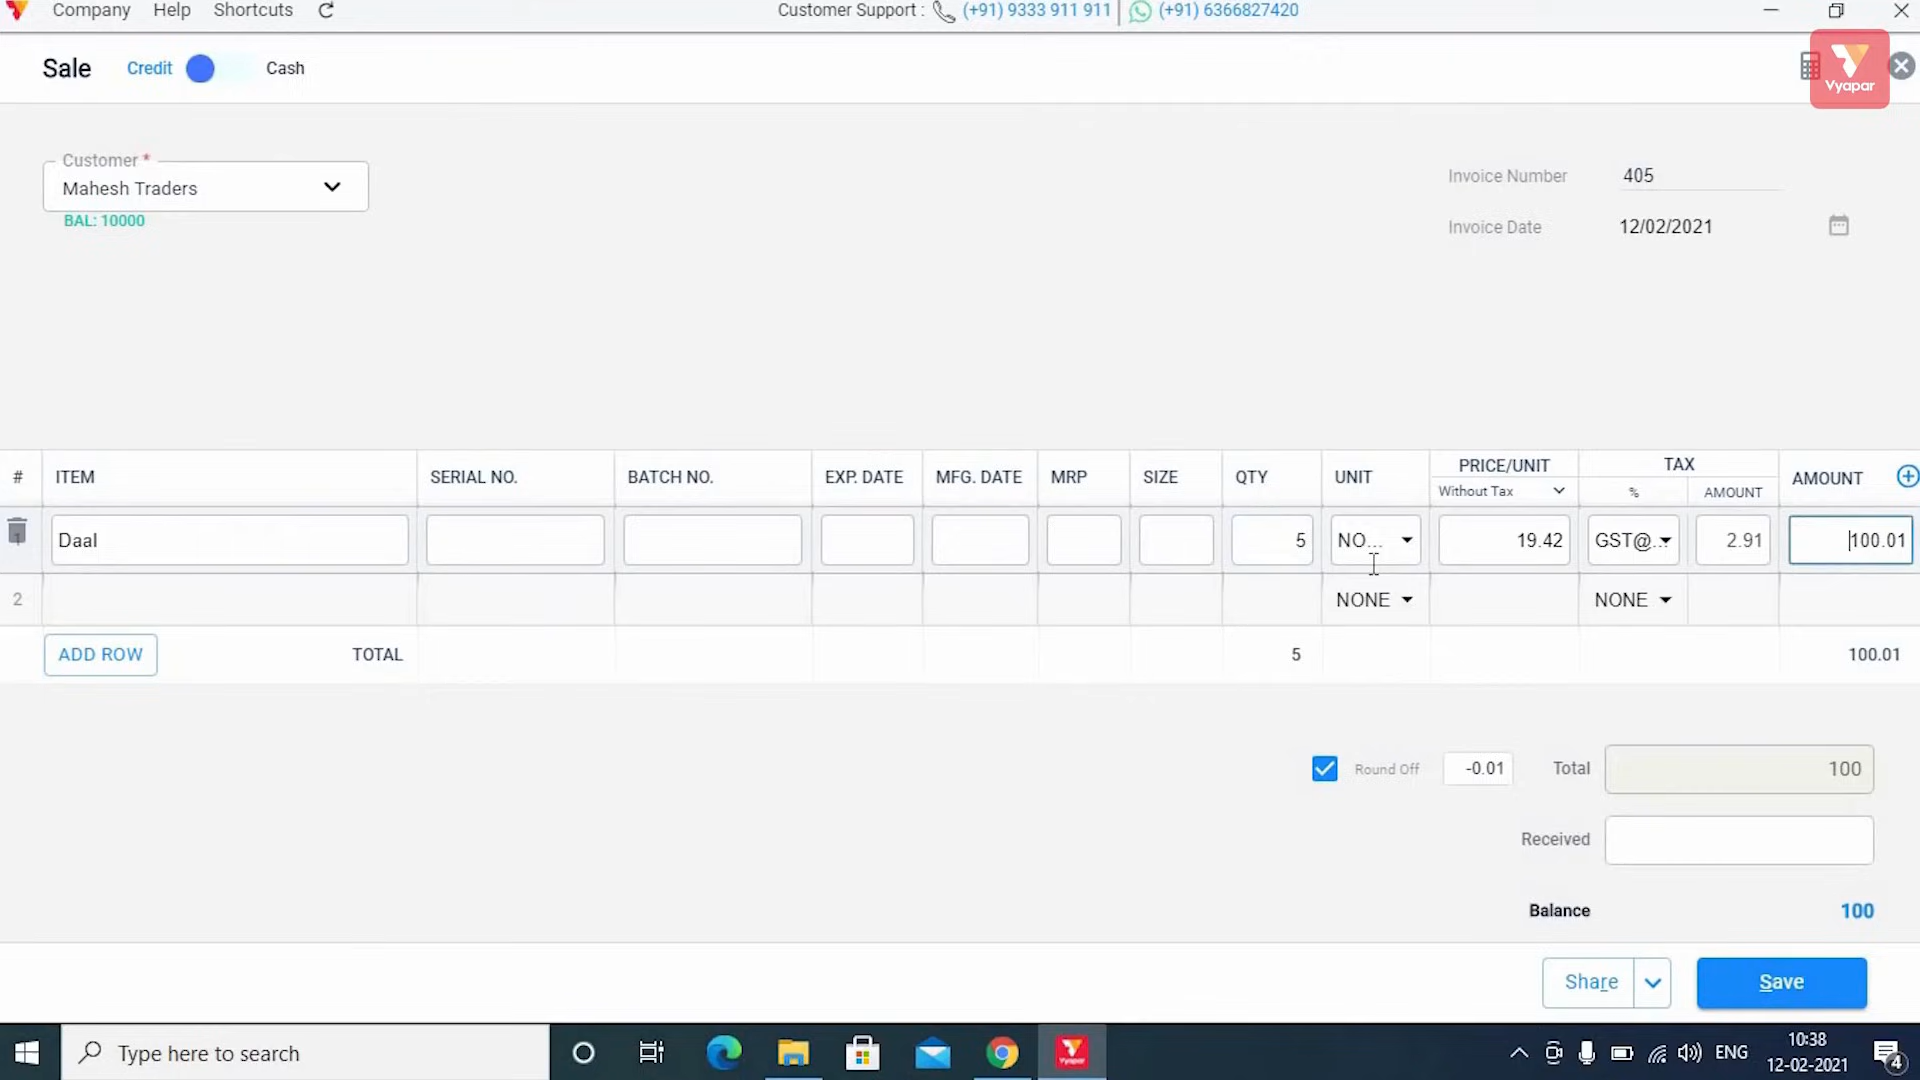 Company Help Shortcuts
Customer Support : (+91) 9333 911 911 (+91) 6366827420
Vyapar
Sale Credit Cash
Customer *
Mahesh Traders
BAL: 10000
Invoice Number 405
Invoice Date 12/02/2021
# ITEM SERIAL NO. BATCH NO. EXP. DATE MFG. DATE MRP SIZE QTY UNIT PRICE/UNIT TAX AMOUNT
Without Tax % AMOUNT
1 Daal 5 NO... 19.42 GST@... 2.91 100.01
2 NONE NONE
ADD ROW TOTAL 5 100.01
Round Off -0.01 Total 100
Received
Balance 100
Share Save
Type here to search
ENG
10:38
12-02-2021
4